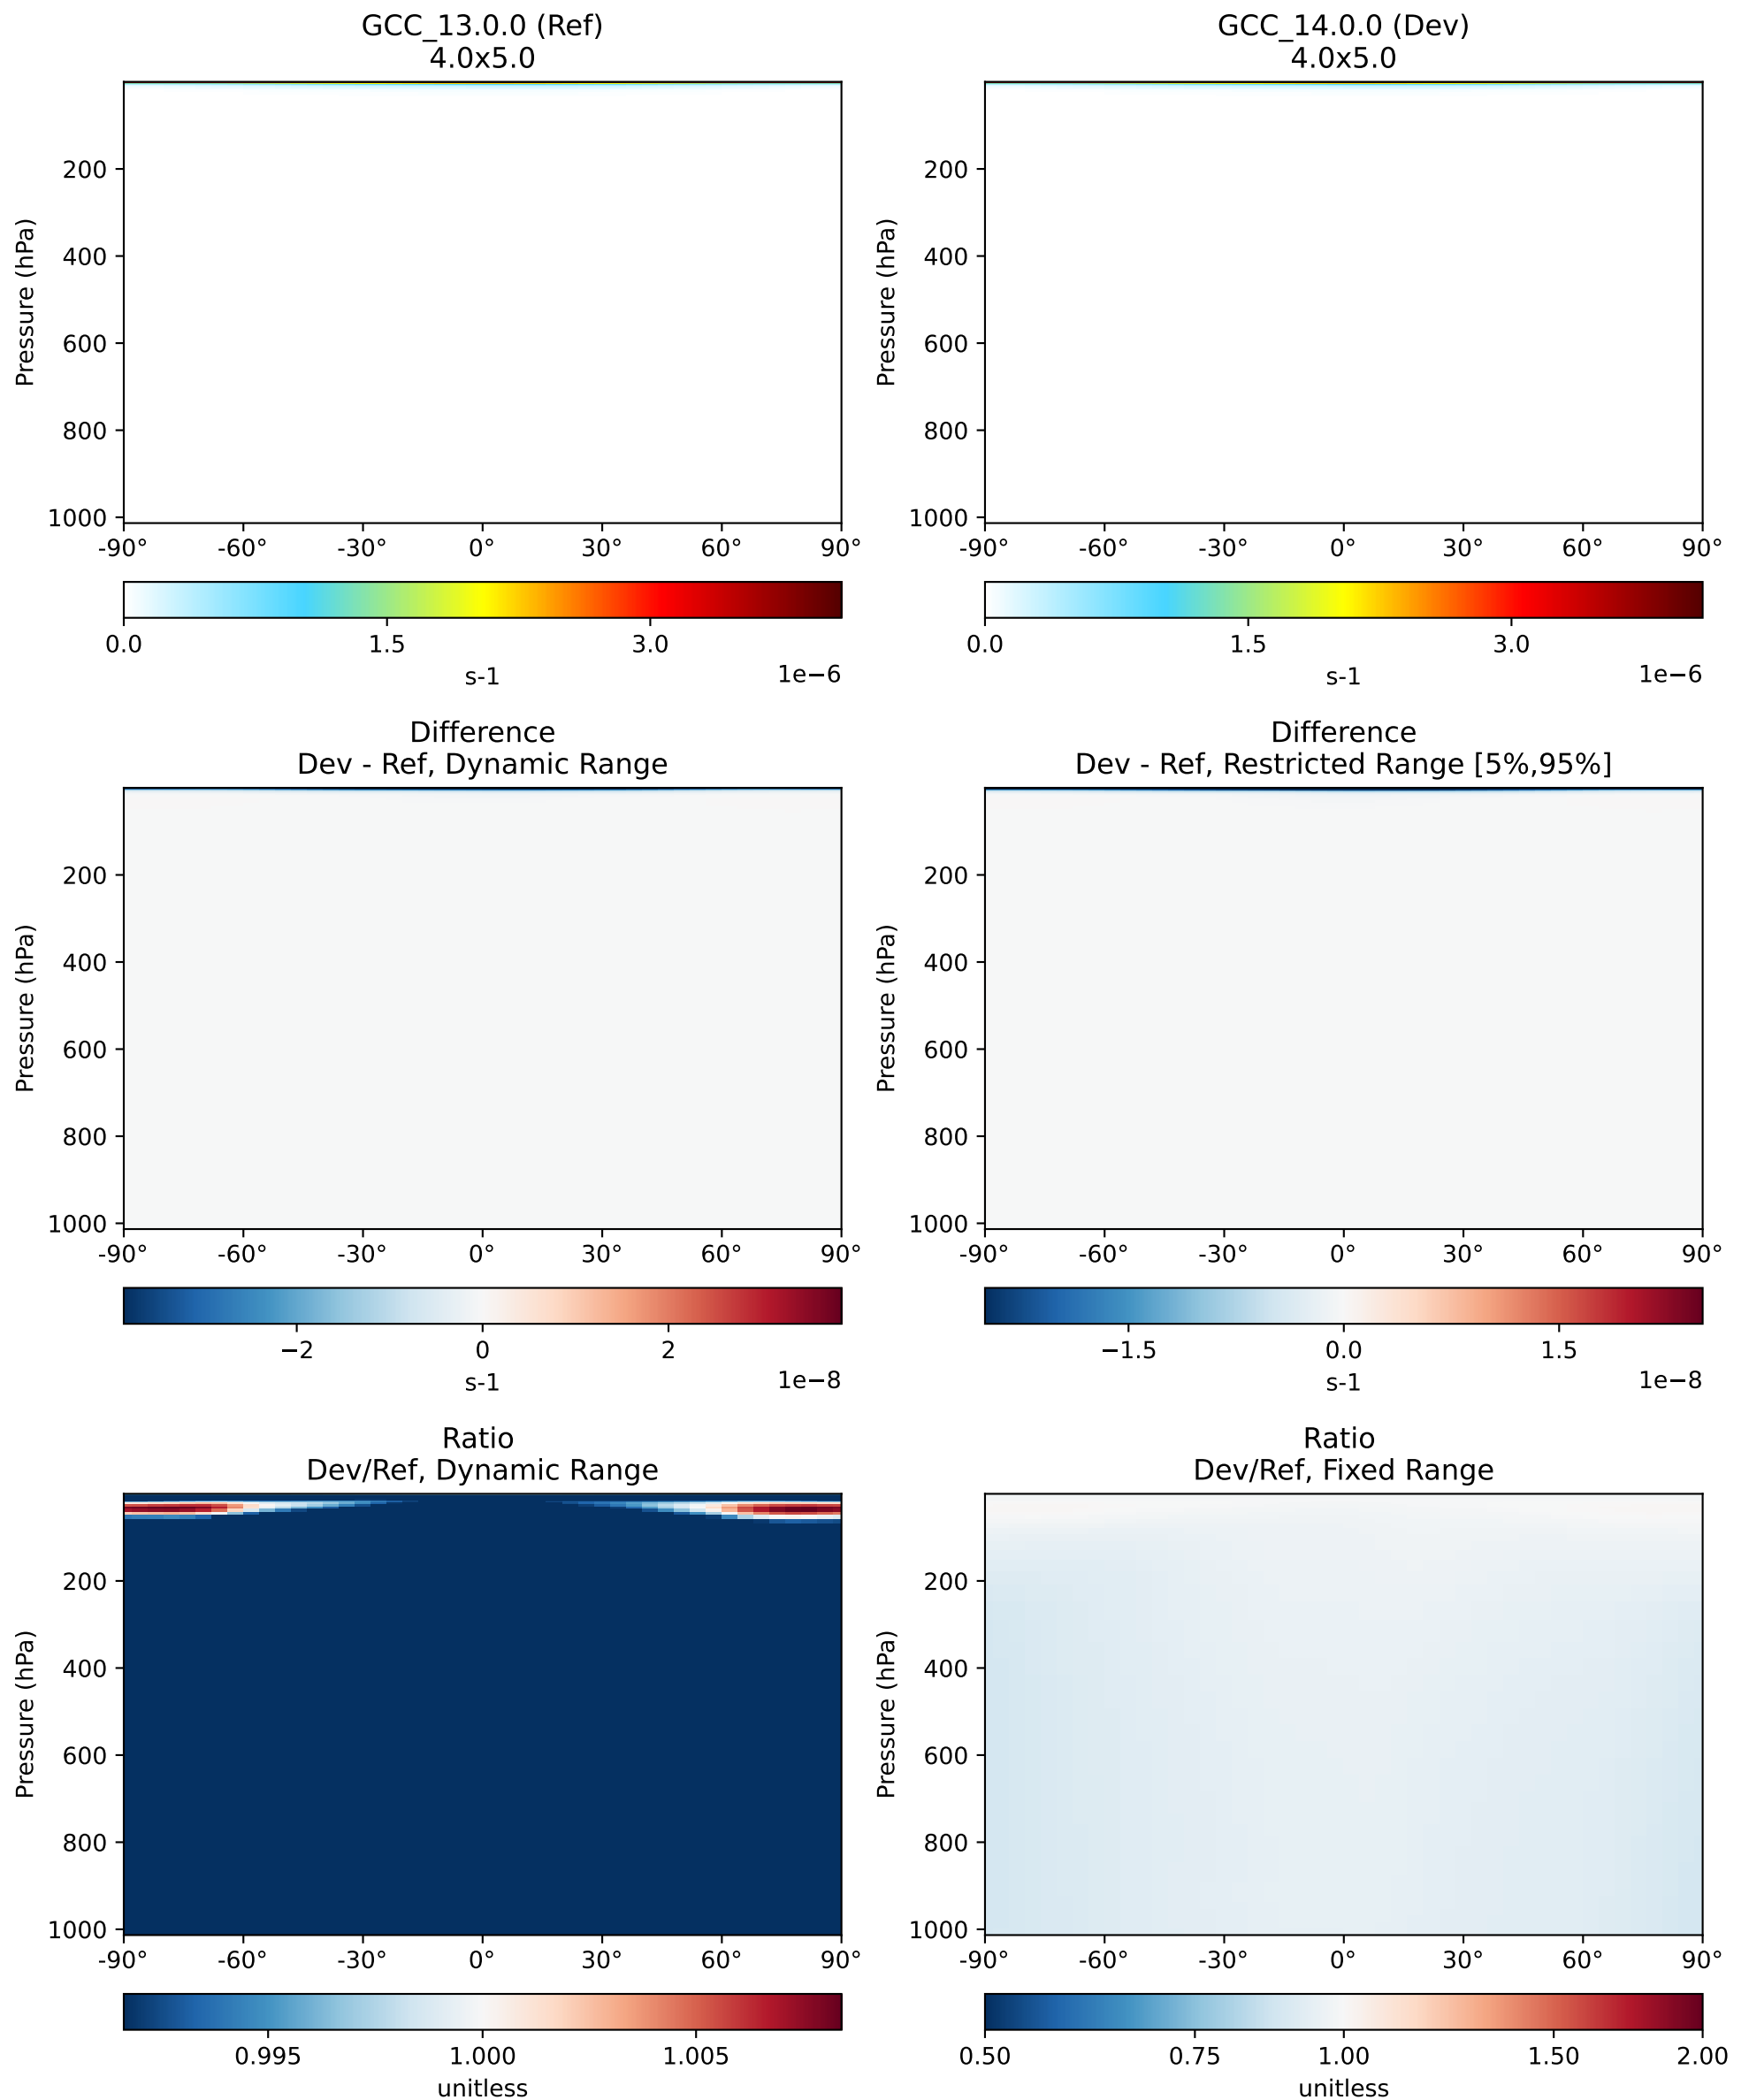 GCC_13.0.0 (Ref)
4.0x5.0
Pressure (hPa)
200
400
600
800
1000
-90° -60° -30° 0° 30° 60° 90°
0.0 1.5 3.0
s-1 1e−6
GCC_14.0.0 (Dev)
4.0x5.0
Pressure (hPa)
200
400
600
800
1000
-90° -60° -30° 0° 30° 60° 90°
0.0 1.5 3.0
s-1 1e−6
Difference
Dev - Ref, Dynamic Range
Pressure (hPa)
200
400
600
800
1000
-90° -60° -30° 0° 30° 60° 90°
−2 0 2
s-1 1e−8
Difference
Dev - Ref, Restricted Range [5%,95%]
Pressure (hPa)
200
400
600
800
1000
-90° -60° -30° 0° 30° 60° 90°
−1.5 0.0 1.5
s-1 1e−8
Ratio
Dev/Ref, Dynamic Range
Pressure (hPa)
200
400
600
800
1000
-90° -60° -30° 0° 30° 60° 90°
0.995 1.000 1.005
unitless
Ratio
Dev/Ref, Fixed Range
Pressure (hPa)
200
400
600
800
1000
-90° -60° -30° 0° 30° 60° 90°
0.50 0.75 1.00 1.50 2.00
unitless